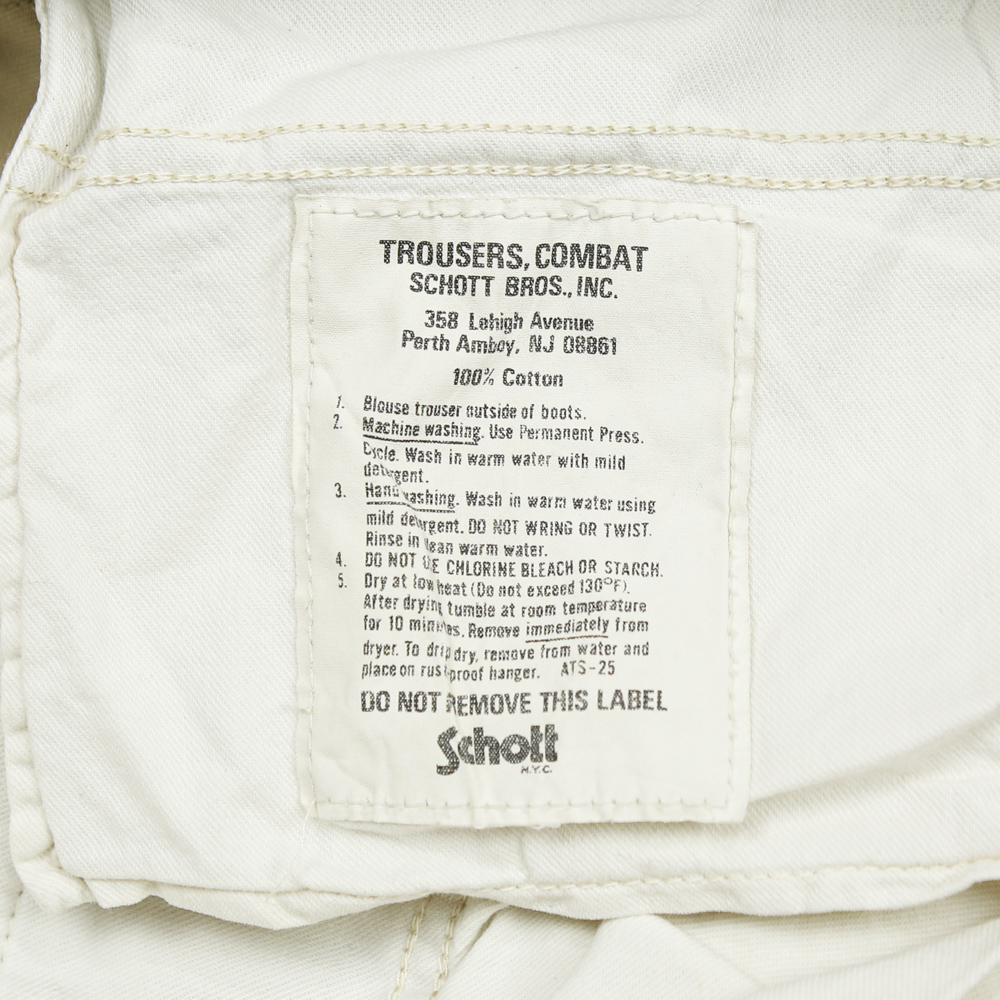 TROUSERS, COMBAT
SCHOTT BROS., INC.
358 Lehigh Avenue
Perth Amboy, NJ 08861
100% Cotton
1. Blouse trouser outside of boots.
2. Machine washing. Use Permanent Press.
Cycle. Wash in warm water with mild
detergent.
3. Hand washing. Wash in warm water using
mild detergent. DO NOT WRING OR TWIST.
Rinse in clean warm water.
4. DO NOT USE CHLORINE BLEACH OR STARCH.
5. Dry at low heat (Do not exceed 130°F).
After drying tumble at room temperature
for 10 minutes. Remove immediately from
dryer. To drip dry, remove from water and
place on rustproof hanger. ATS-25
DO NOT REMOVE THIS LABEL
Schott
N.Y.C.